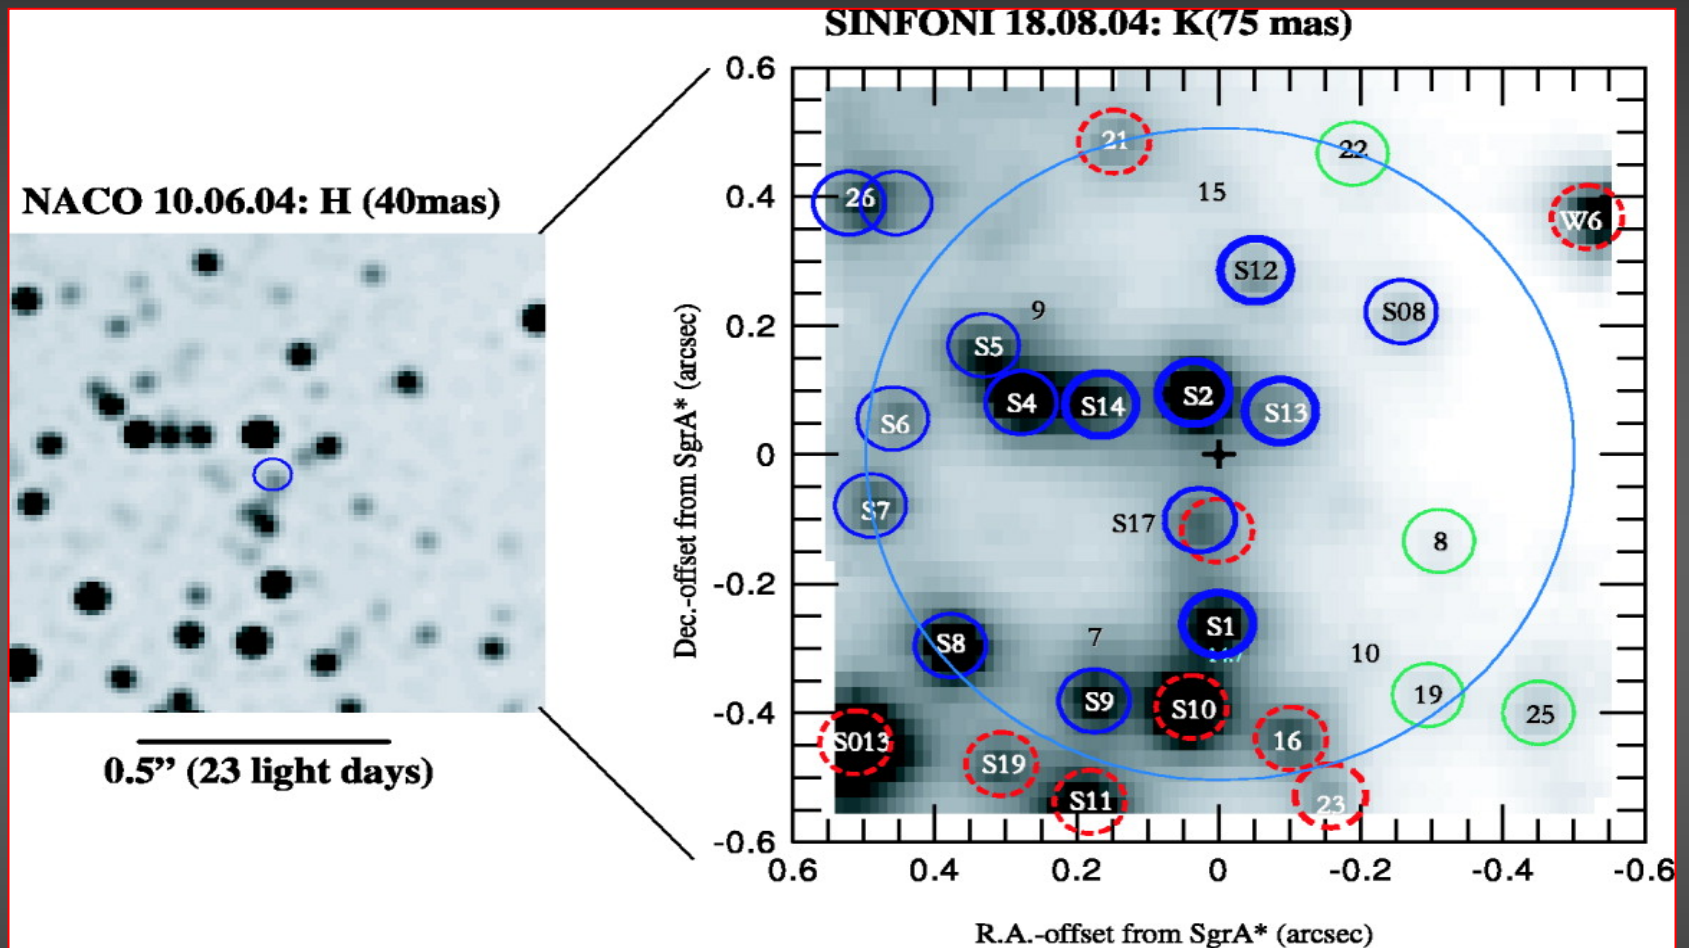 SINFONI 18.08.04: K(75 mas)
NACO 10.06.04: H (40mas)
0.5” (23 light days)
Dec.-offset from SgrA* (arcsec)
0.6
0.4
0.2
0
-0.2
-0.4
-0.6
21
22
15
26
W6
S12
S08
9
S5
S4
S14
S2
S13
S6
S7
S17
8
S1
S8
7
10
S9
S10
19
25
S013
16
S19
S11
23
0.6 0.4 0.2 0 -0.2 -0.4 -0.6
R.A.-offset from SgrA* (arcsec)